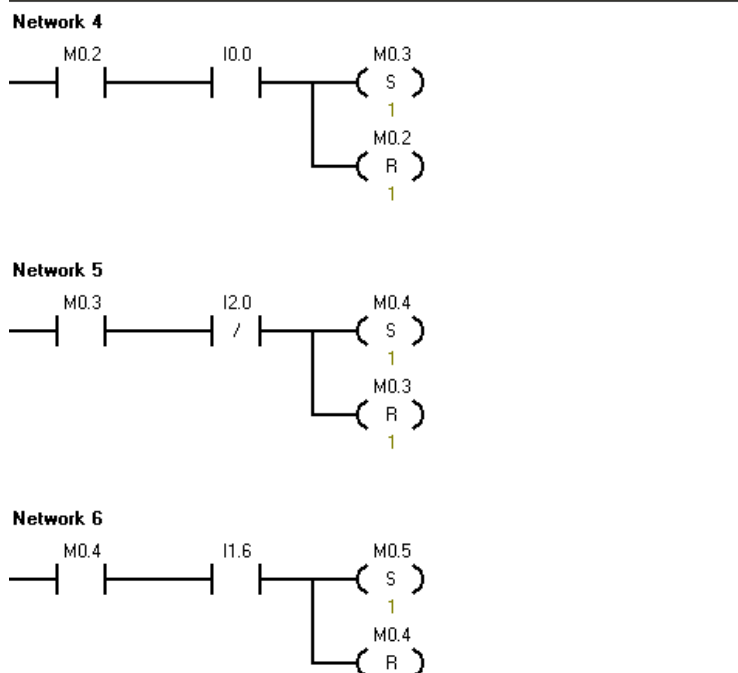 Network 4
M0.2 I0.0 M0.3
S
1
M0.2
R
1
Network 5
M0.3 I2.0 M0.4
/ S
1
M0.3
R
1
Network 6
M0.4 I1.6 M0.5
S
1
M0.4
R